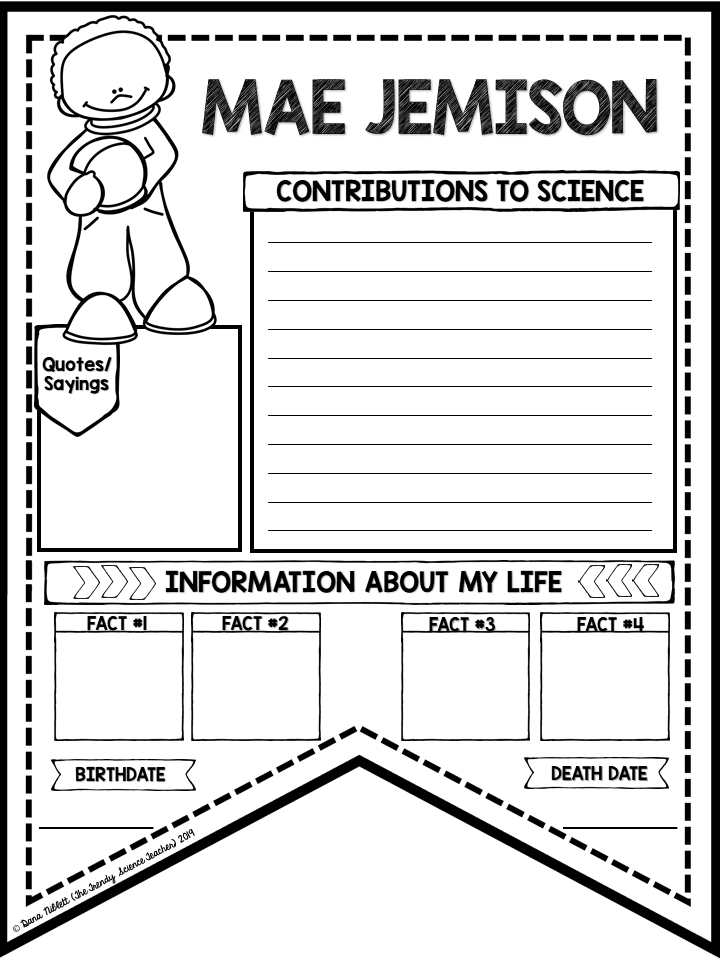 MAE JEMISON
CONTRIBUTIONS TO SCIENCE
Quotes/
Sayings
INFORMATION ABOUT MY LIFE
FACT #1
FACT #2
FACT #3
FACT #4
BIRTHDATE
DEATH DATE
© Dana Niblett (The Trendy Science Teacher) 2019